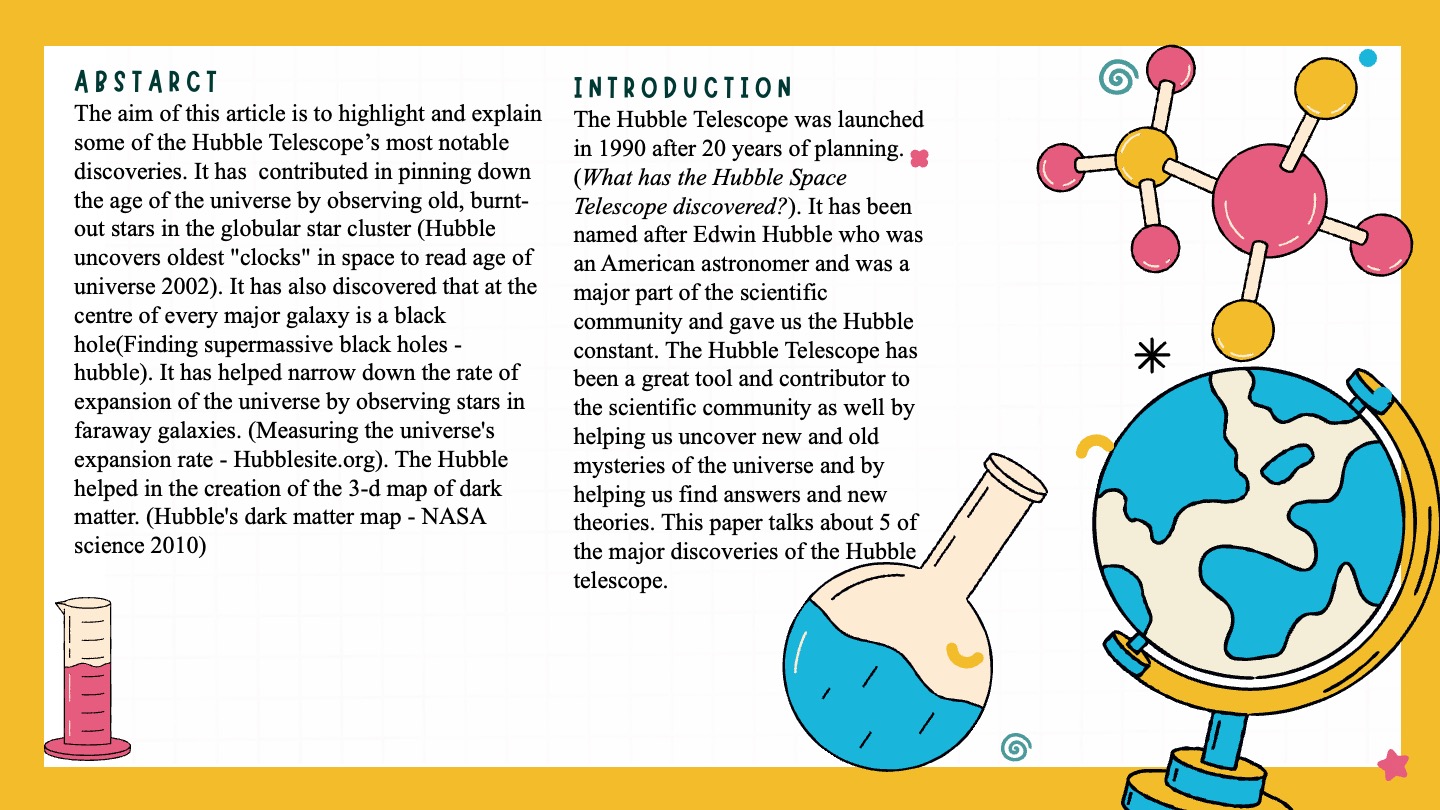 ABSTARCT
The aim of this article is to highlight and explain
some of the Hubble Telescope’s most notable
discoveries. It has  contributed in pinning down
the age of the universe by observing old, burnt-
out stars in the globular star cluster (Hubble
uncovers oldest "clocks" in space to read age of
universe 2002). It has also discovered that at the
centre of every major galaxy is a black
hole(Finding supermassive black holes -
hubble). It has helped narrow down the rate of
expansion of the universe by observing stars in
faraway galaxies. (Measuring the universe's
expansion rate - Hubblesite.org). The Hubble
helped in the creation of the 3-d map of dark
matter. (Hubble's dark matter map - NASA
science 2010)
INTRODUCTION
The Hubble Telescope was launched
in 1990 after 20 years of planning.
(What has the Hubble Space
Telescope discovered?). It has been
named after Edwin Hubble who was
an American astronomer and was a
major part of the scientific
community and gave us the Hubble
constant. The Hubble Telescope has
been a great tool and contributor to
the scientific community as well by
helping us uncover new and old
mysteries of the universe and by
helping us find answers and new
theories. This paper talks about 5 of
the major discoveries of the Hubble
telescope.